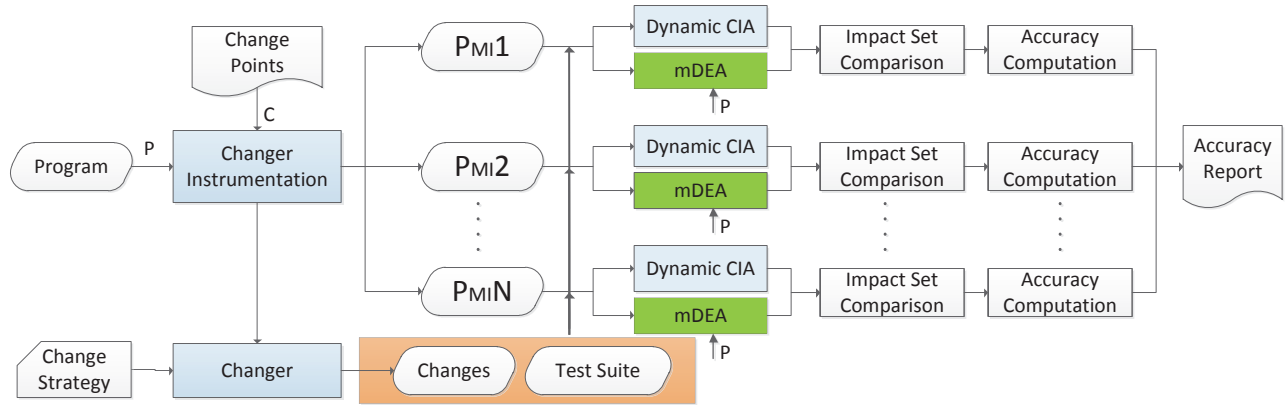 Change
Points
C
Program
P
Changer
Instrumentation
Change
Strategy
Changer
Changes
Test Suite
PMI1
Dynamic CIA
mDEA
P
Impact Set
Comparison
Accuracy
Computation
PMI2
Dynamic CIA
mDEA
P
Impact Set
Comparison
Accuracy
Computation
PMIN
Dynamic CIA
mDEA
P
Impact Set
Comparison
Accuracy
Computation
Accuracy
Report